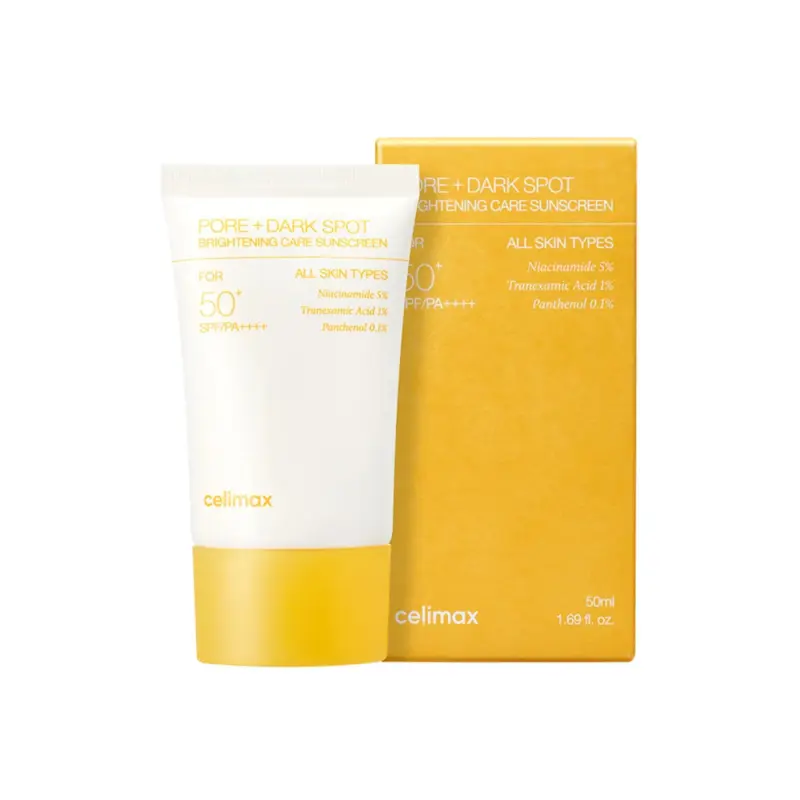 PORE + DARK SPOT
BRIGHTENING CARE SUNSCREEN
FOR
ALL SKIN TYPES
50+
SPF/PA++++
Niacinamide 5%
Tranexamic Acid 1%
Panthenol 0.1%
celimax
ORE + DARK SPOT
GHTENING CARE SUNSCREEN
OR
ALL SKIN TYPES
50+
SPF/PA++++
Niacinamide 5%
Tranexamic Acid 1%
Panthenol 0.1%
celimax
50ml
1.69 fl. oz.